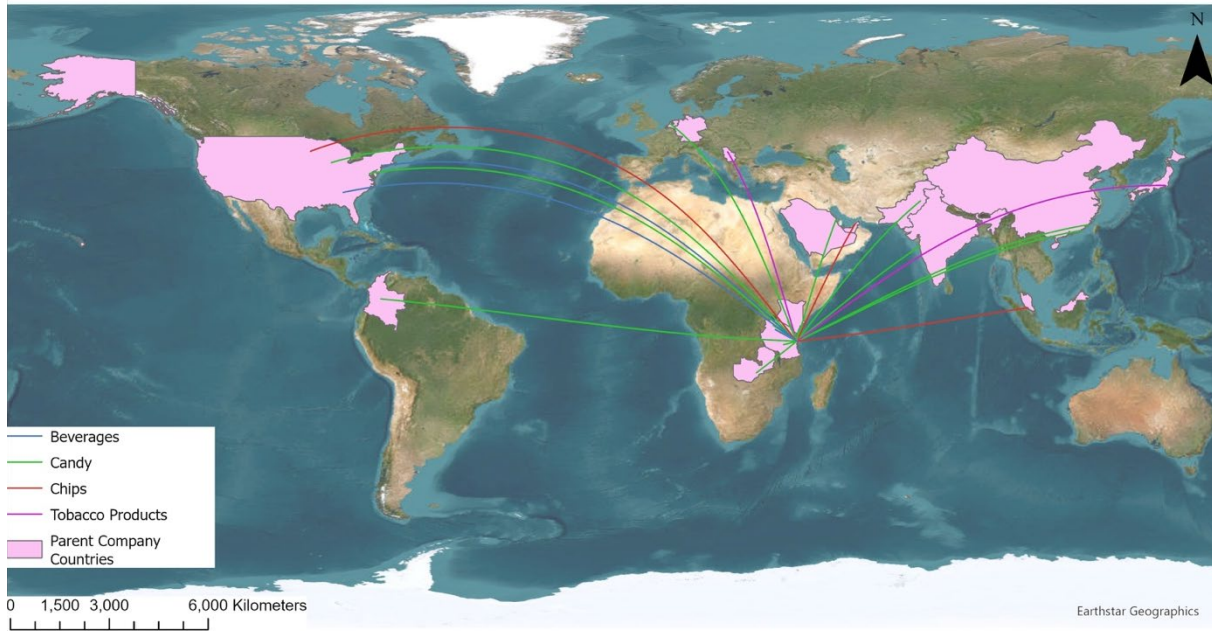 N
Beverages
Candy
Chips
Tobacco Products
Parent Company
Countries
0 1,500 3,000 6,000 Kilometers
Earthstar Geographics